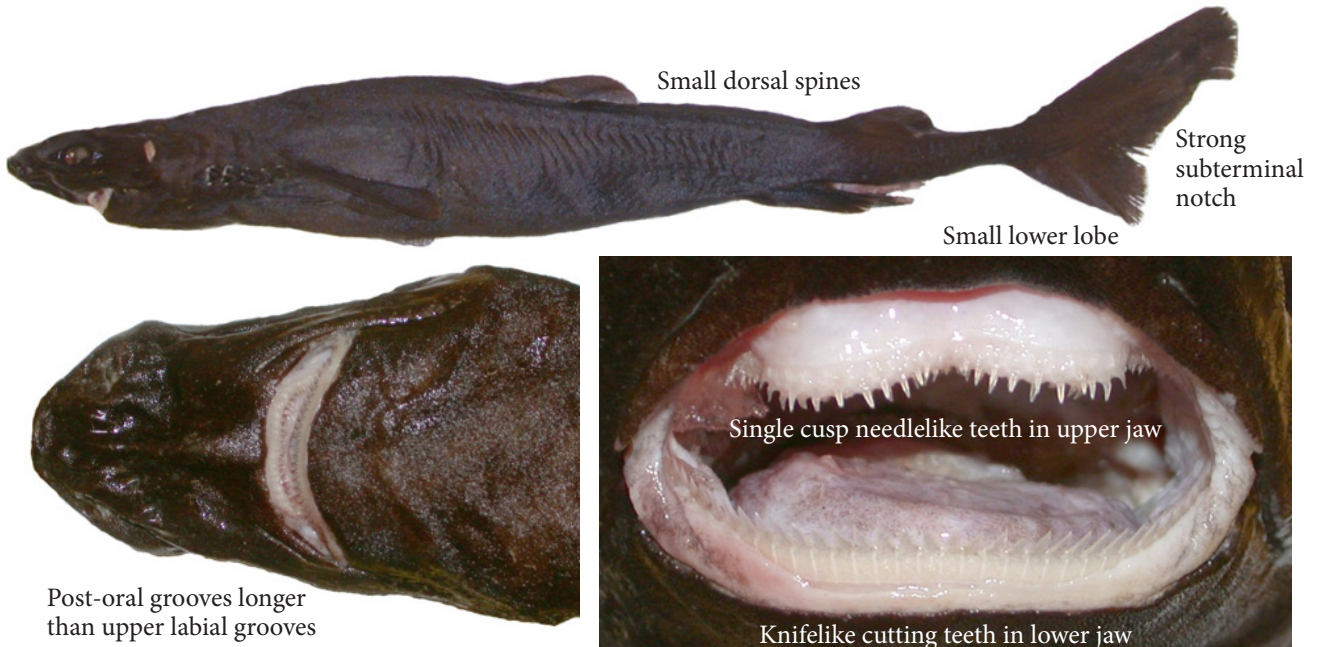 Small dorsal spines
Strong
subterminal
notch
Small lower lobe
Single cusp needlelike teeth in upper jaw
Post-oral grooves longer
than upper labial grooves
Knifelike cutting teeth in lower jaw